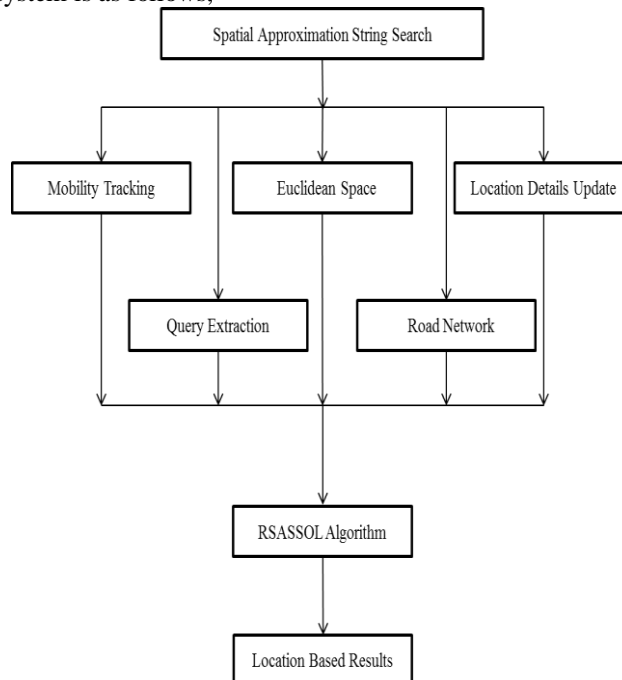 system is as follows,
Spatial Approximation String Search
Mobility Tracking
Euclidean Space
Location Details Update
Query Extraction
Road Network
RSASSOL Algorithm
Location Based Results